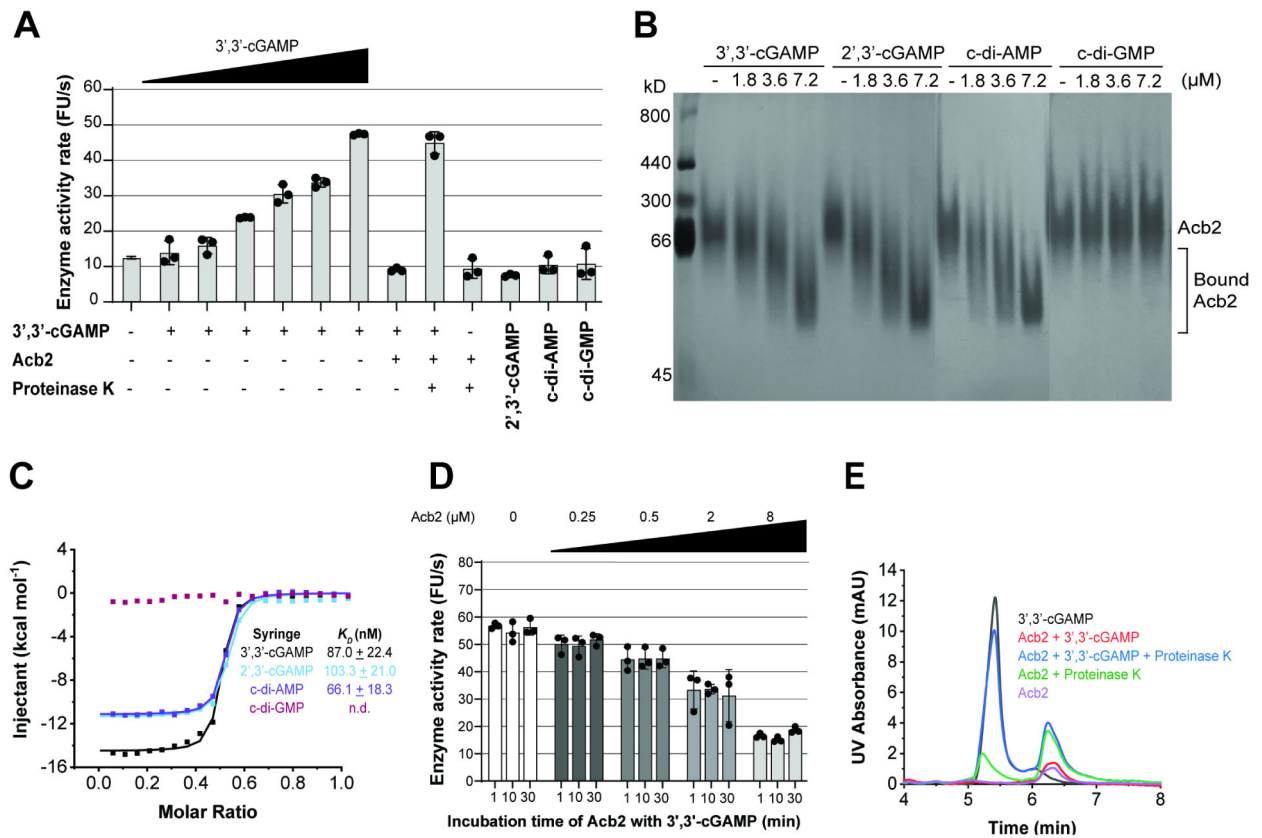 A
3',3'-cGAMP
Enzyme activity rate (FU/s)
60
50
40
30
20
10
0
3',3'-cGAMP - + + + + + + + + -
Acb2 - - - - - - - + + +
Proteinase K - - - - - - - - + +
2',3'-cGAMP
c-di-AMP
c-di-GMP
B
3',3'-cGAMP 2',3'-cGAMP c-di-AMP c-di-GMP
kD - 1.8 3.6 7.2 - 1.8 3.6 7.2 - 1.8 3.6 7.2 - 1.8 3.6 7.2 (μM)
800
440
300
66
45
Acb2
Bound
Acb2
C
Injectant (kcal mol⁻¹)
4
0
-4
-8
-12
-16
Syringe K_D (nM)
3',3'-cGAMP 87.0 ± 22.4
2',3'-cGAMP 103.3 ± 21.0
c-di-AMP 66.1 ± 18.3
c-di-GMP n.d.
0.0 0.2 0.4 0.6 0.8 1.0
Molar Ratio
D
Acb2 (μM) 0 0.25 0.5 2 8
Enzyme activity rate (FU/s)
80
70
60
50
40
30
20
10
0
1 10 30 1 10 30 1 10 30 1 10 30 1 10 30
Incubation time of Acb2 with 3',3'-cGAMP (min)
E
UV Absorbance (mAU)
14
12
10
8
6
4
2
0
3',3'-cGAMP
Acb2 + 3',3'-cGAMP
Acb2 + 3',3'-cGAMP + Proteinase K
Acb2 + Proteinase K
Acb2
4 5 6 7 8
Time (min)